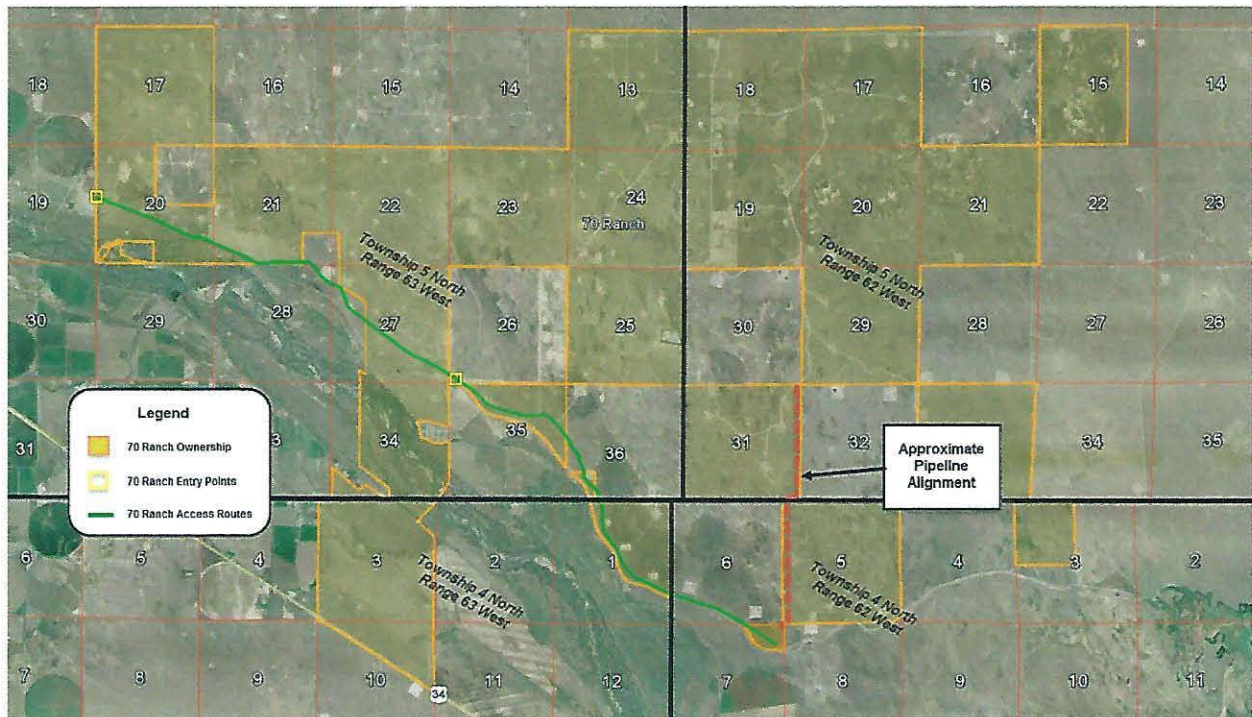 18 17 16 15 14 13 18 17 16 15 14
19 20 21 22 23 24 19 20 21 22 23
70 Ranch
Township 5 North
Range 63 West
Township 5 North
Range 62 West
30 29 28 27 26 25 30 29 28 27 26
31 3 34 35 36 31 32 34 35
Legend
70 Ranch Ownership
70 Ranch Entry Points
70 Ranch Access Routes
Approximate
Pipeline
Alignment
6 5 4 3 2 1 6 5 4 3 2
Township 4 North
Range 63 West
Township 4 North
Range 62 West
7 8 9 10 11 12 7 8 9 10 11
34